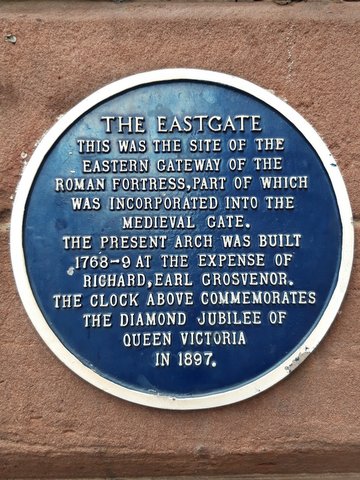 THE EASTGATE
THIS WAS THE SITE OF THE
EASTERN GATEWAY OF THE
ROMAN FORTRESS, PART OF WHICH
WAS INCORPORATED INTO THE
MEDIEVAL GATE.
THE PRESENT ARCH WAS BUILT
1768-9 AT THE EXPENSE OF
RICHARD, EARL GROSVENOR.
THE CLOCK ABOVE COMMEMORATES
THE DIAMOND JUBILEE OF
QUEEN VICTORIA
IN 1897.